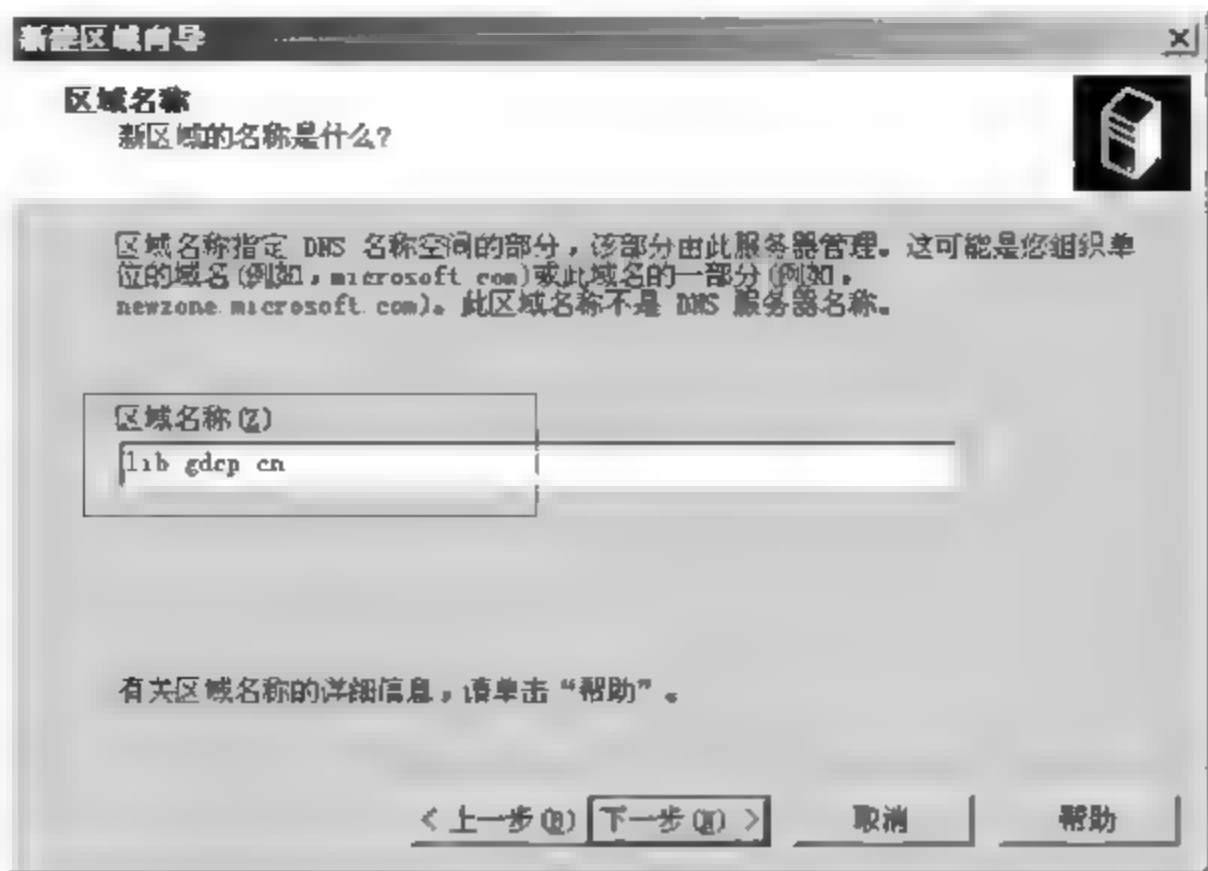 新建区域向导
区域名称
新区域的名称是什么?
区域名称指定 DNS 名称空间的部分，该部分由此服务器管理。这可能是您组织单
位的域名(例如，microsoft.com)或此域名的一部分(例如，
newzone.microsoft.com)。此区域名称不是 DNS 服务器名称。
区域名称(Z)
lib gdcp cn
有关区域名称的详细信息，请单击“帮助”。
< 上一步(B) 下一步(N) > 取消 帮助